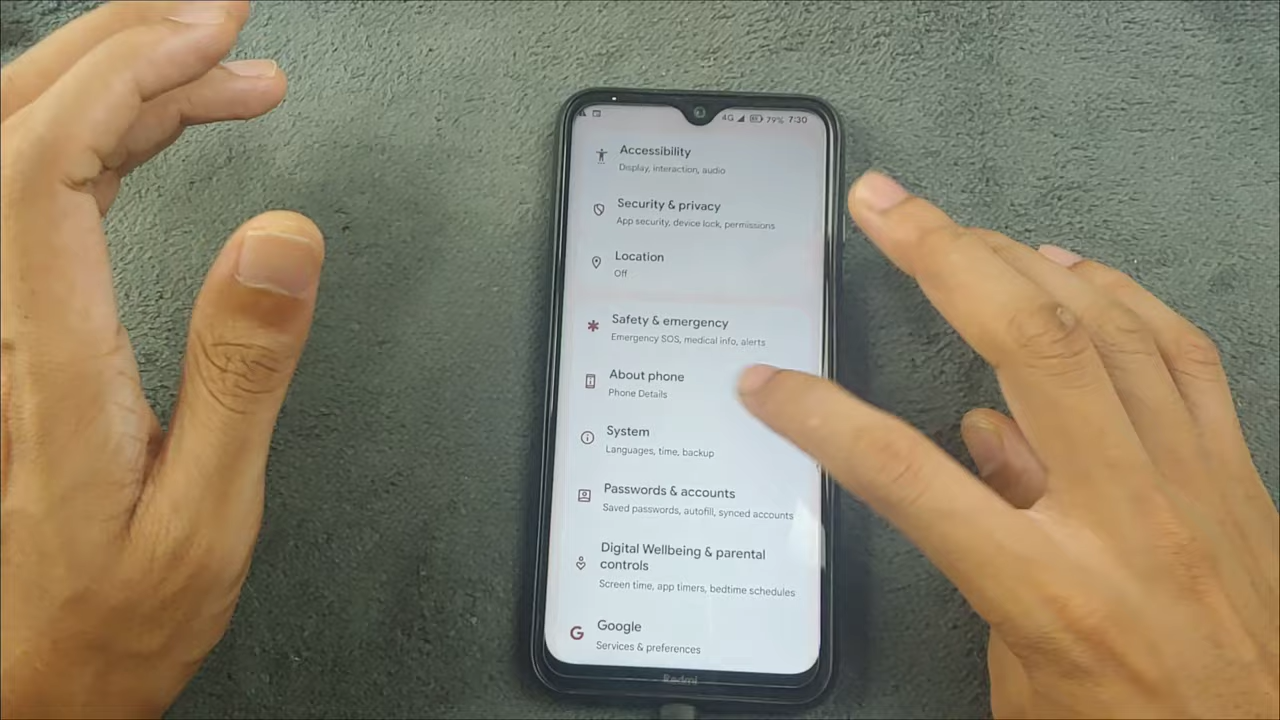 4G 79% 7:30
Accessibility
Display, interaction, audio
Security & privacy
App security, device lock, permissions
Location
Off
Safety & emergency
Emergency SOS, medical info, alerts
About phone
Phone Details
System
Languages, time, backup
Passwords & accounts
Saved passwords, autofill, synced accounts
Digital Wellbeing & parental
controls
Screen time, app timers, bedtime schedules
Google
Services & preferences
Redmi